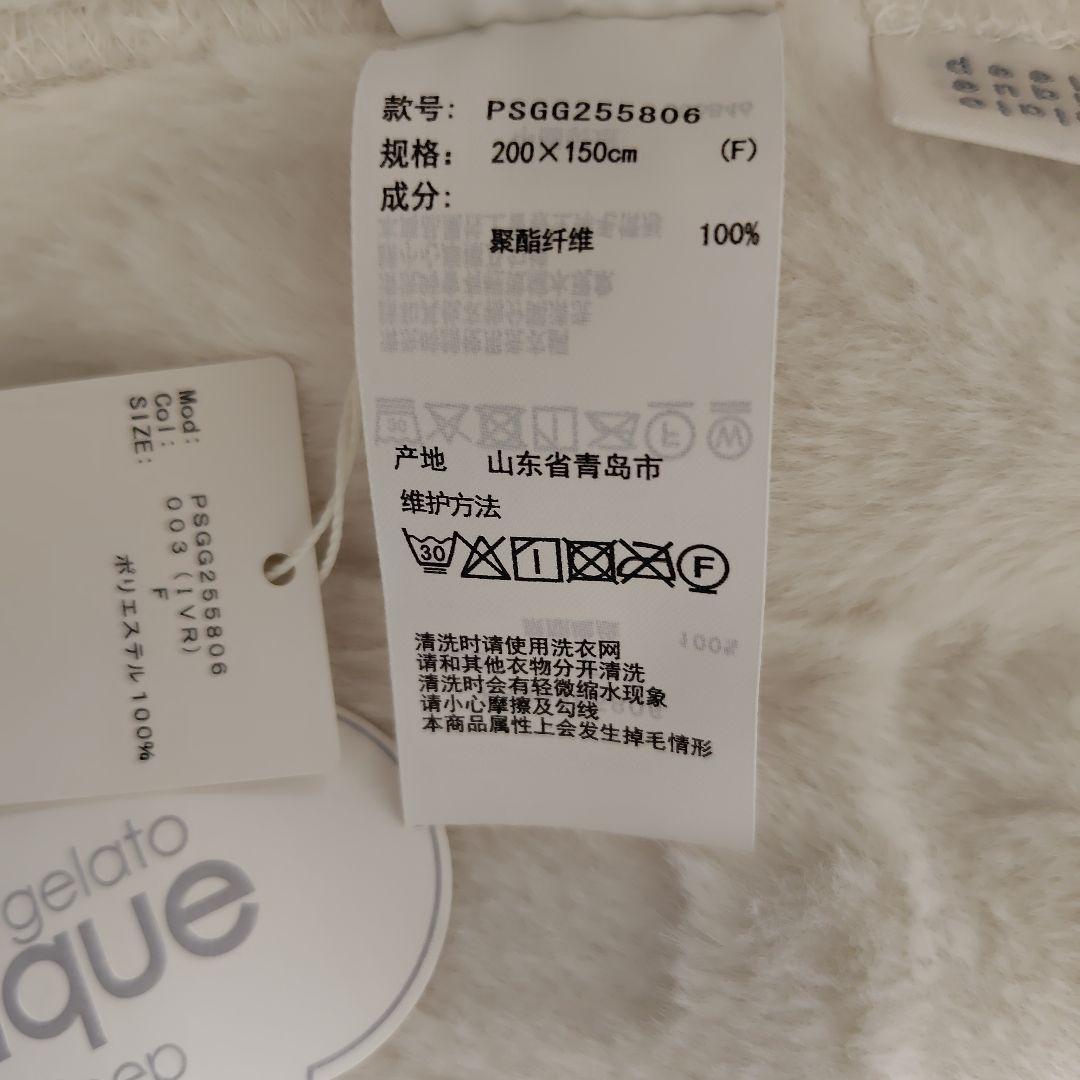 款号: PSGG255806
规格: 200×150cm (F)
成分:
聚酯纤维 100%
产地 山东省青岛市
维护方法
30
F
清洗时请使用洗衣网
请和其他衣物分开清洗
清洗时会有轻微缩水现象
请小心摩擦及勾线
本商品属性上会发生掉毛情形
Mod: PSGG255806
Col: 003 (IVR)
SIZE: F
ポリエステル 100%
gelato
que